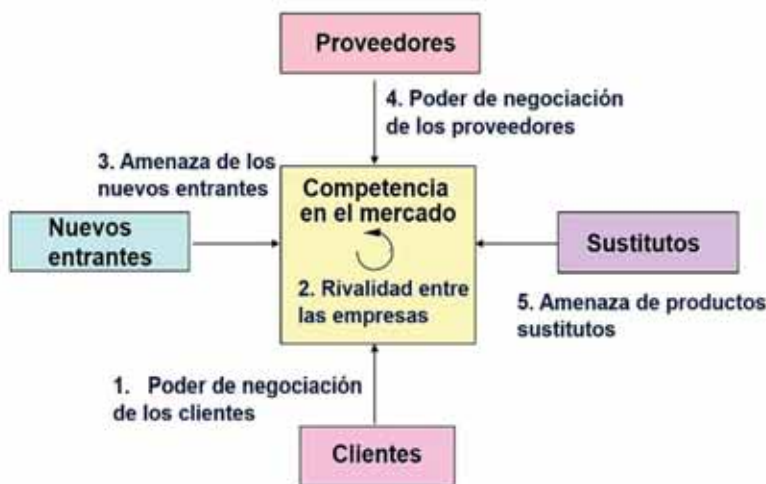 Proveedores
4. Poder de negociación
de los proveedores
3. Amenaza de los
nuevos entrantes
Competencia
en el mercado
Nuevos
entrantes
Sustitutos
2. Rivalidad entre
las empresas
5. Amenaza de productos
sustitutos
1. Poder de negociación
de los clientes
Clientes